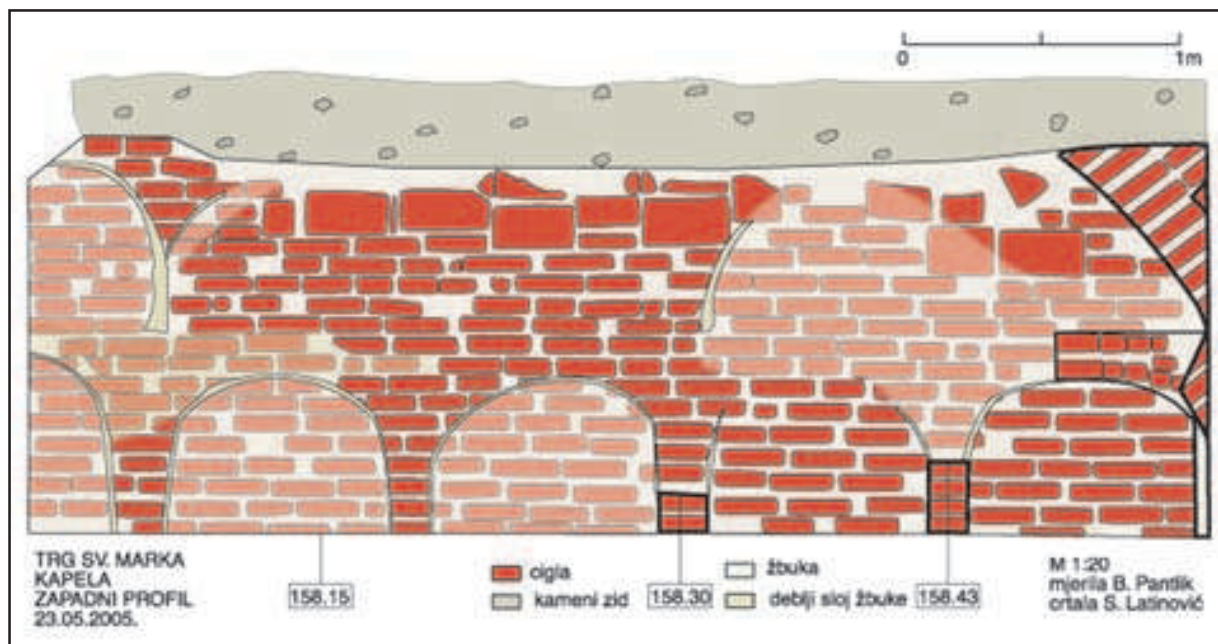 0 1m
TRG SV. MARKA
KAPELA
ZAPADNI PROFIL
23.05.2005.
158.15
cigla
kameni zid
158.30
žbuka
deblji sloj žbuke
158.43
M 1:20
mjerila B. Pantlik
crtala S. Latinović